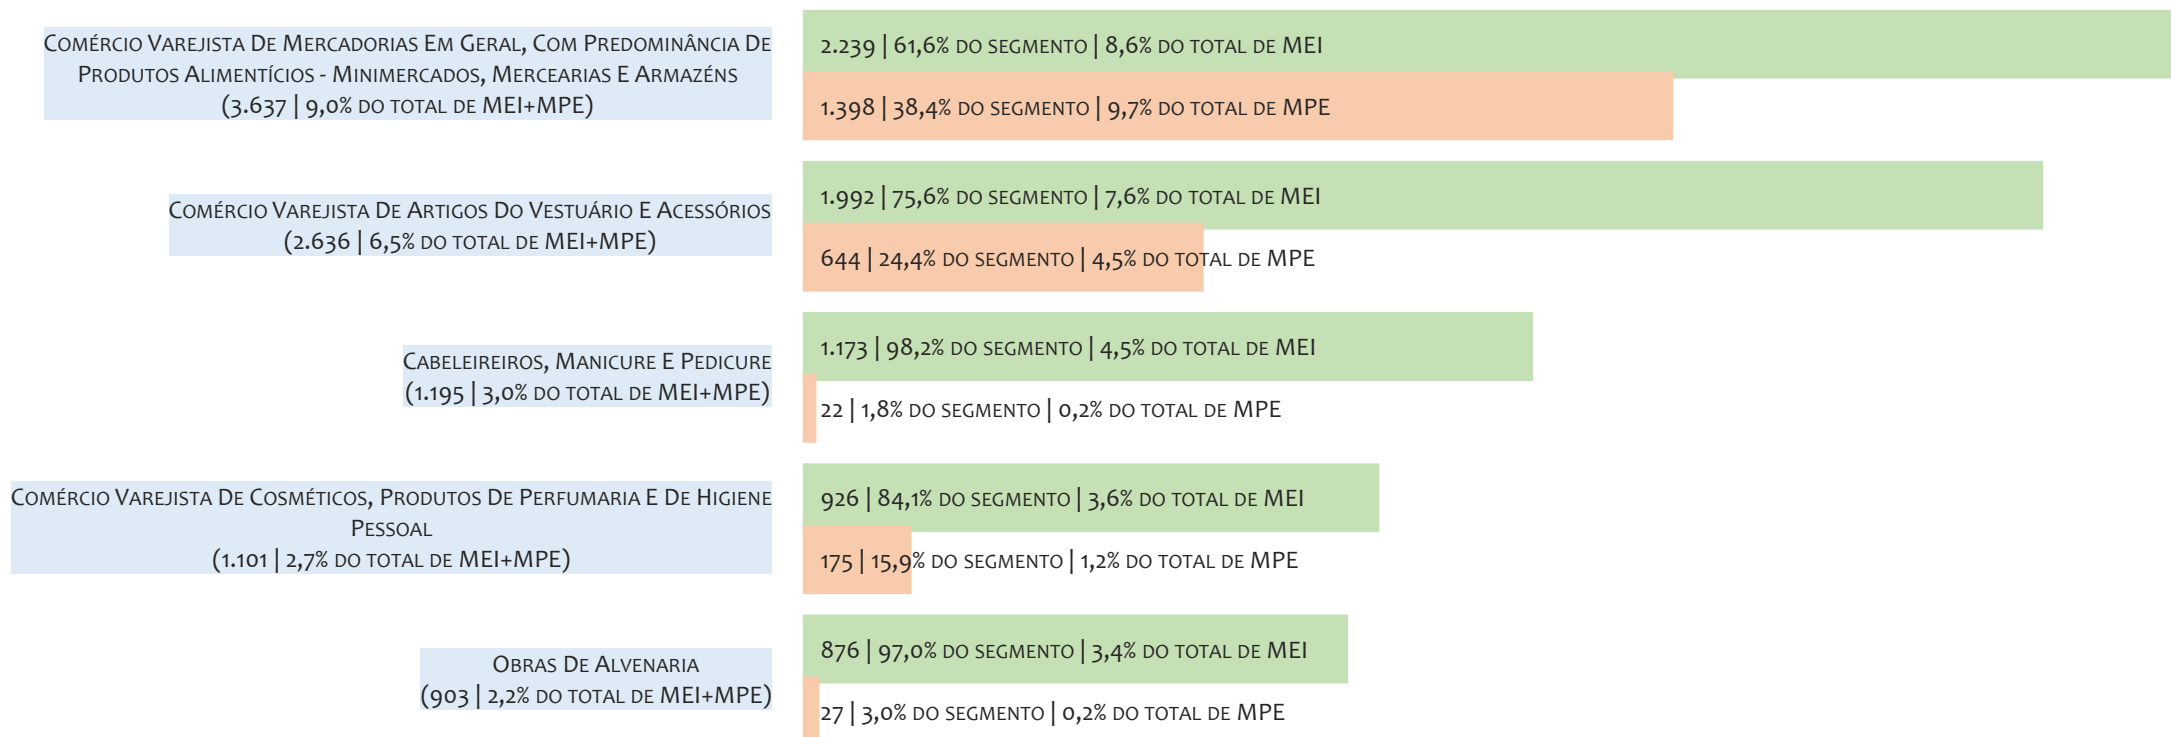 Comércio Varejista De Mercadorias Em Geral, Com Predominância De
Produtos Alimentícios - Minimercados, Mercearias E Armazéns
(3.637 | 9,0% do total de MEI+MPE)
2.239 | 61,6% do segmento | 8,6% do total de MEI
1.398 | 38,4% do segmento | 9,7% do total de MPE
Comércio Varejista De Artigos Do Vestuário E Acessórios
(2.636 | 6,5% do total de MEI+MPE)
1.992 | 75,6% do segmento | 7,6% do total de MEI
644 | 24,4% do segmento | 4,5% do total de MPE
Cabeleireiros, Manicure E Pedicure
(1.195 | 3,0% do total de MEI+MPE)
1.173 | 98,2% do segmento | 4,5% do total de MEI
22 | 1,8% do segmento | 0,2% do total de MPE
Comércio Varejista De Cosméticos, Produtos De Perfumaria E De Higiene
Pessoal
(1.101 | 2,7% do total de MEI+MPE)
926 | 84,1% do segmento | 3,6% do total de MEI
175 | 15,9% do segmento | 1,2% do total de MPE
Obras De Alvenaria
(903 | 2,2% do total de MEI+MPE)
876 | 97,0% do segmento | 3,4% do total de MEI
27 | 3,0% do segmento | 0,2% do total de MPE